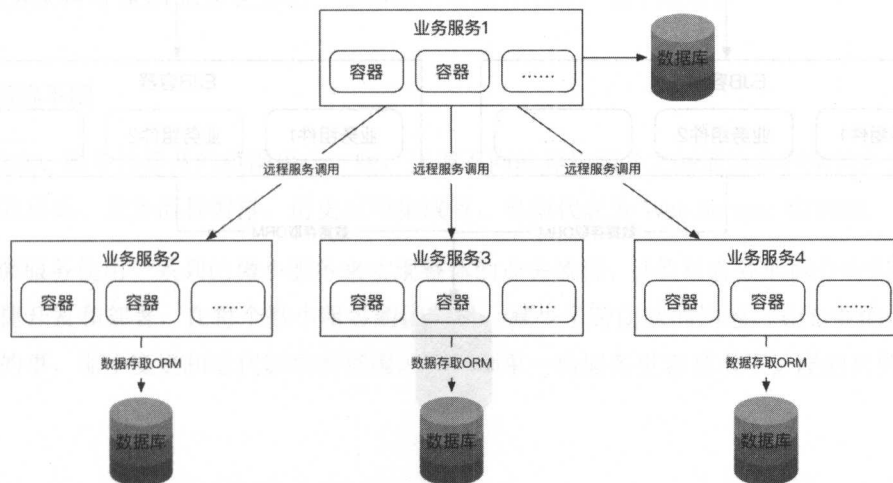 业务服务1
容器 容器 ……
数据库
远程服务调用 远程服务调用 远程服务调用
业务服务2 业务服务3 业务服务4
容器 容器 …… 容器 容器 …… 容器 容器 ……
数据存取ORM 数据存取ORM 数据存取ORM
数据库 数据库 数据库